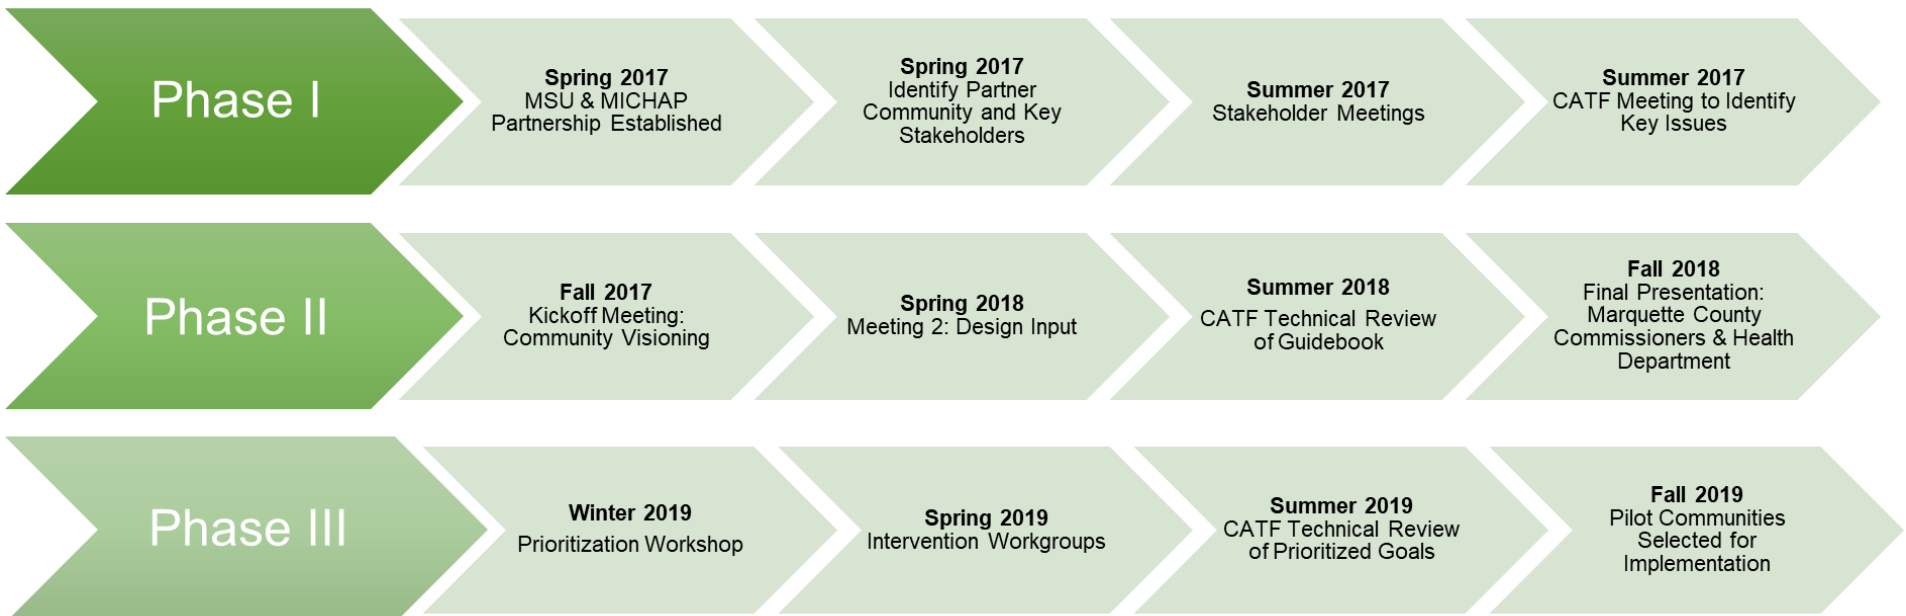 Phase I
Spring 2017
MSU & MICHAP
Partnership Established
Spring 2017
Identify Partner
Community and Key
Stakeholders
Summer 2017
Stakeholder Meetings
Summer 2017
CATF Meeting to Identify
Key Issues
Phase II
Fall 2017
Kickoff Meeting:
Community Visioning
Spring 2018
Meeting 2: Design Input
Summer 2018
CATF Technical Review
of Guidebook
Fall 2018
Final Presentation:
Marquette County
Commissioners & Health
Department
Phase III
Winter 2019
Prioritization Workshop
Spring 2019
Intervention Workgroups
Summer 2019
CATF Technical Review
of Prioritized Goals
Fall 2019
Pilot Communities
Selected for
Implementation